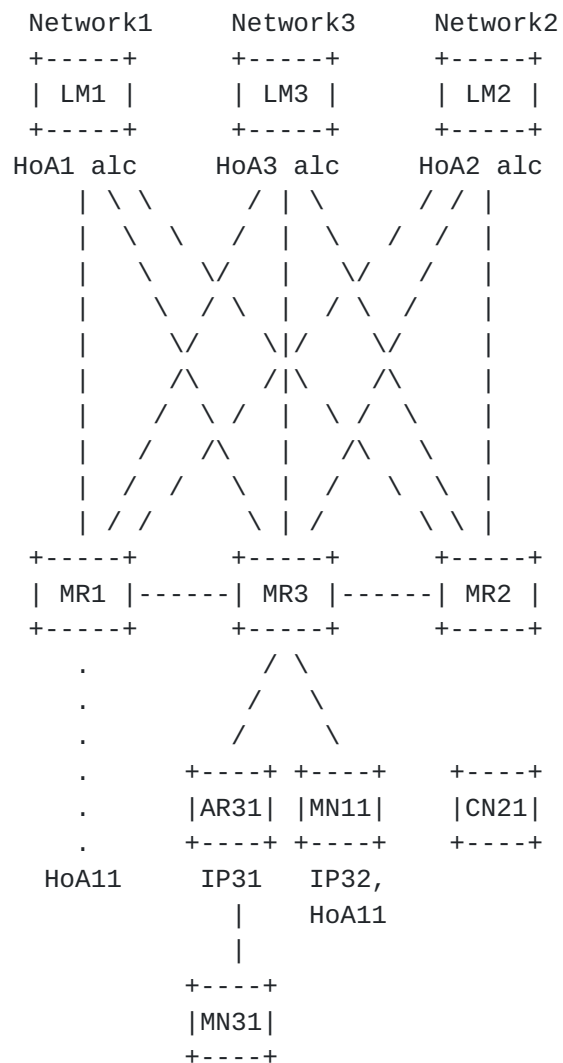 Network1 Network3 Network2
LM1 LM3 LM2
HoA1 alc HoA3 alc HoA2 alc
MR1 MR3 MR2
AR31 MN11 CN21
HoA11 IP31 IP32,
HoA11
MN31